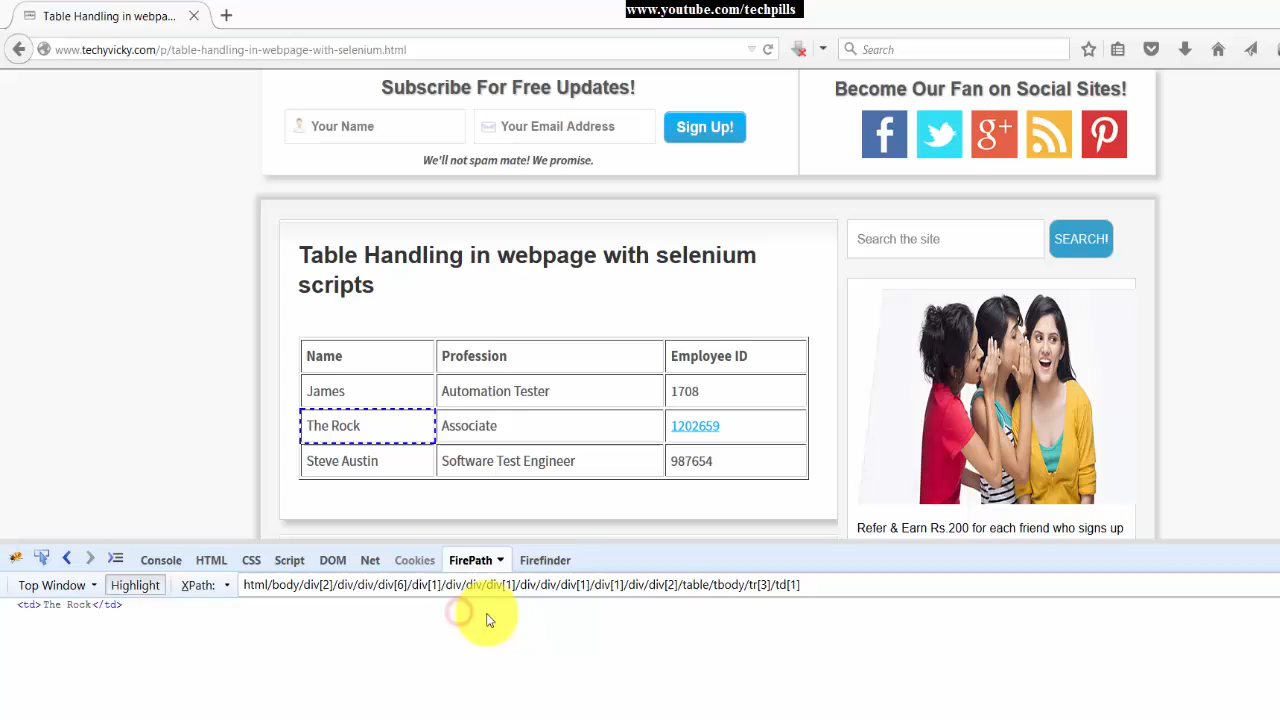 www.youtube.com/techpills
Table Handling in webpa...
www.techyvicky.com/p/table-handling-in-webpage-with-selenium.html
Search
Subscribe For Free Updates!
Become Our Fan on Social Sites!
Your Name
Your Email Address
Sign Up!
We'll not spam mate! We promise.
f
g+
Table Handling in webpage with selenium
scripts
Search the site
SEARCH!
Name Profession Employee ID
James Automation Tester 1708
The Rock Associate 1202659
Steve Austin Software Test Engineer 987654
Refer & Earn Rs.200 for each friend who signs up
Console HTML CSS Script DOM Net Cookies FirePath Firefinder
Top Window Highlight XPath: html/body/div[2]/div/div/div[6]/div[1]/div/div/div[1]/div/div/div[1]/div[1]/div/div[2]/table/tbody/tr[3]/td[1]
<td>The Rock</td>